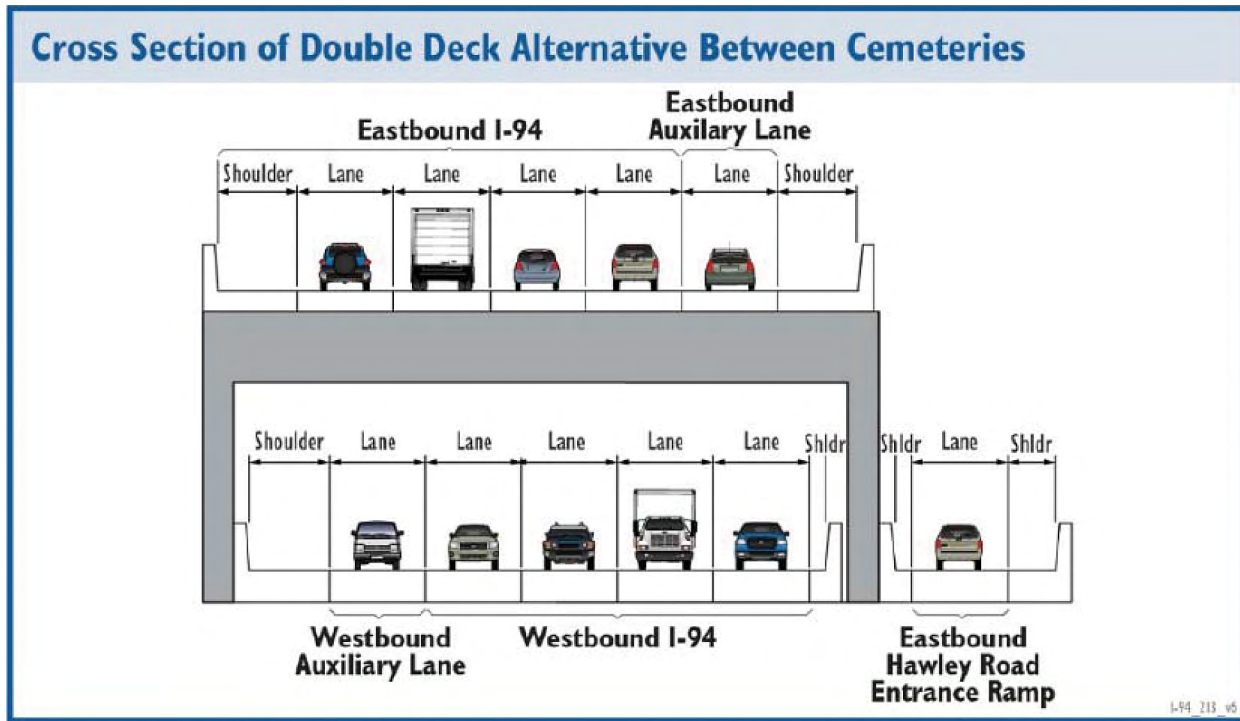 Cross Section of Double Deck Alternative Between Cemeteries
Eastbound I-94
Eastbound
Auxilary Lane
Shoulder Lane Lane Lane Lane Lane Shoulder
Shoulder Lane Lane Lane Lane Lane Shldr Shldr Lane Shldr
Westbound
Auxiliary Lane
Westbound I-94
Eastbound
Hawley Road
Entrance Ramp
I-94_213_v6